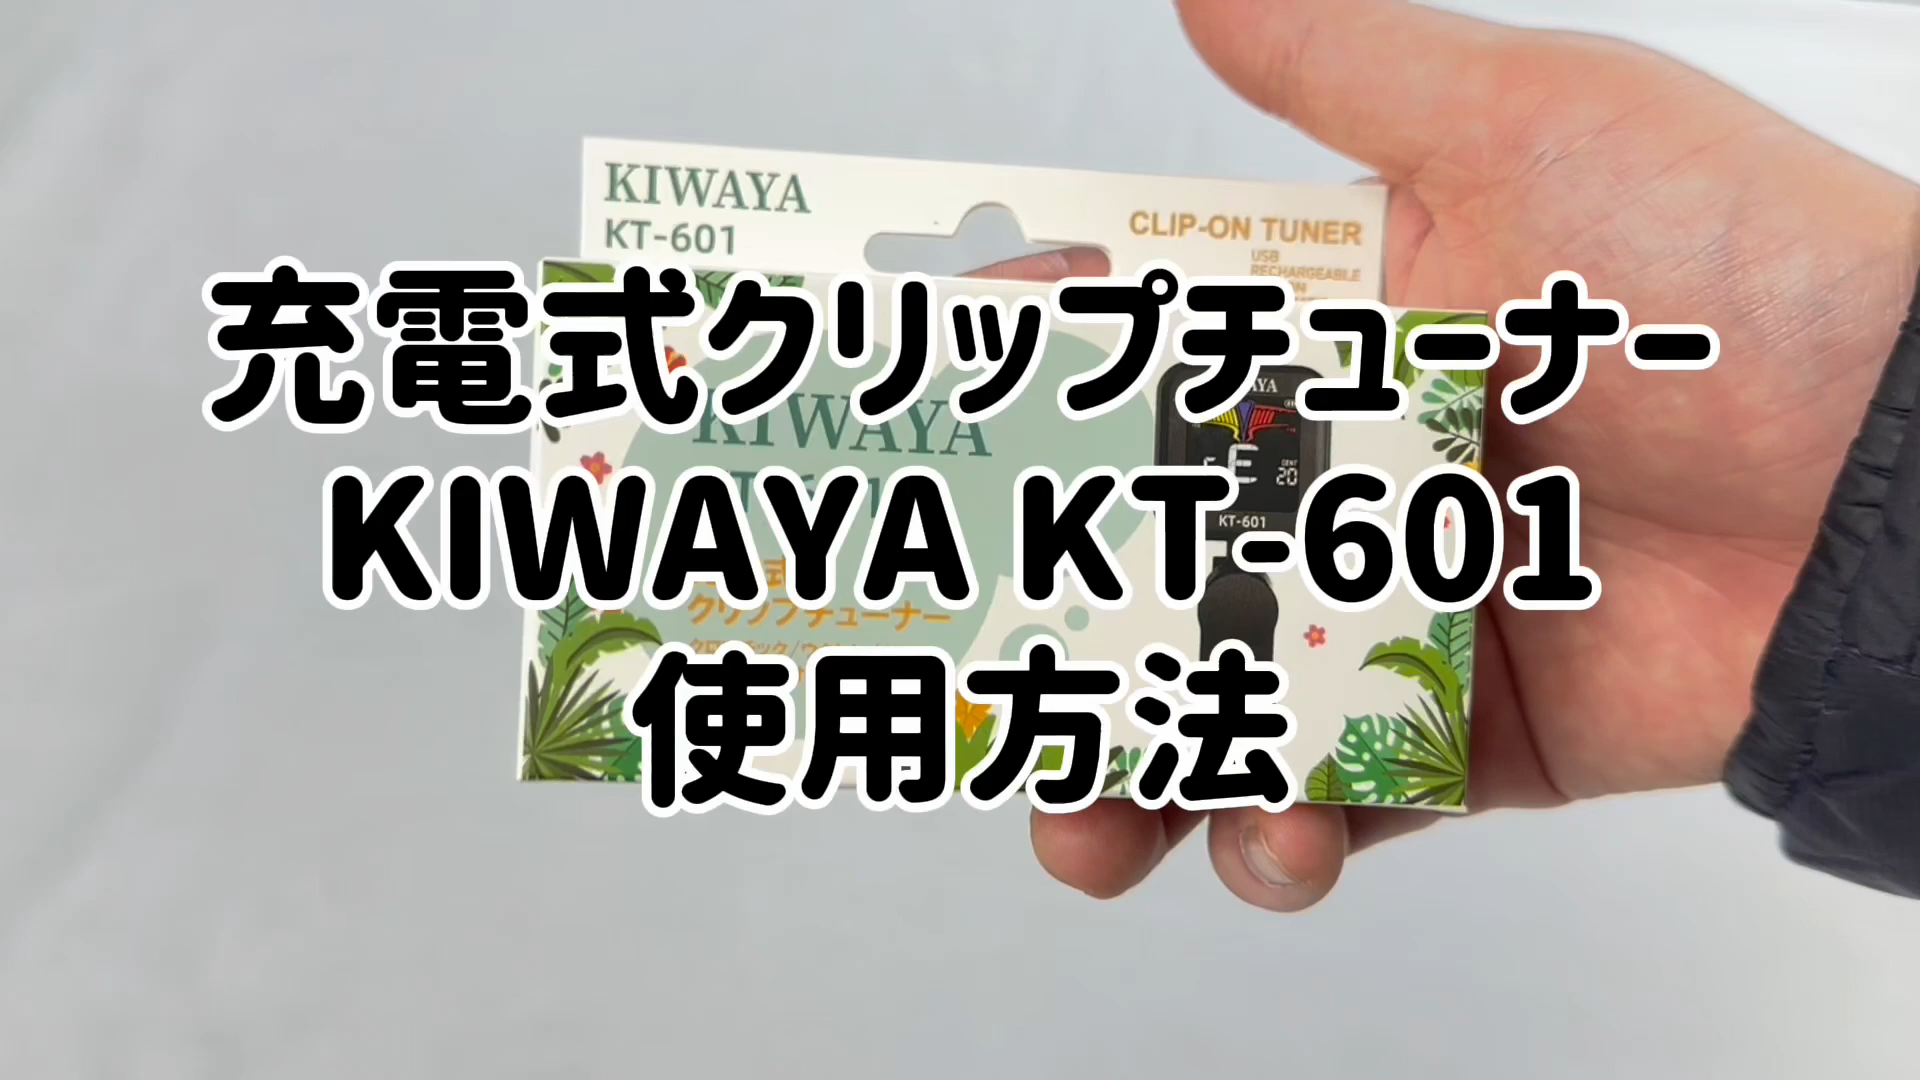 KIWAYA
KT-601
CLIP-ON TUNER
USB
RECHARGEABLE
充電式クリップチューナー
KIWAYA
KIWAYA KT-601
CENT
20
E
KT-601
クリップチューナー
使用方法